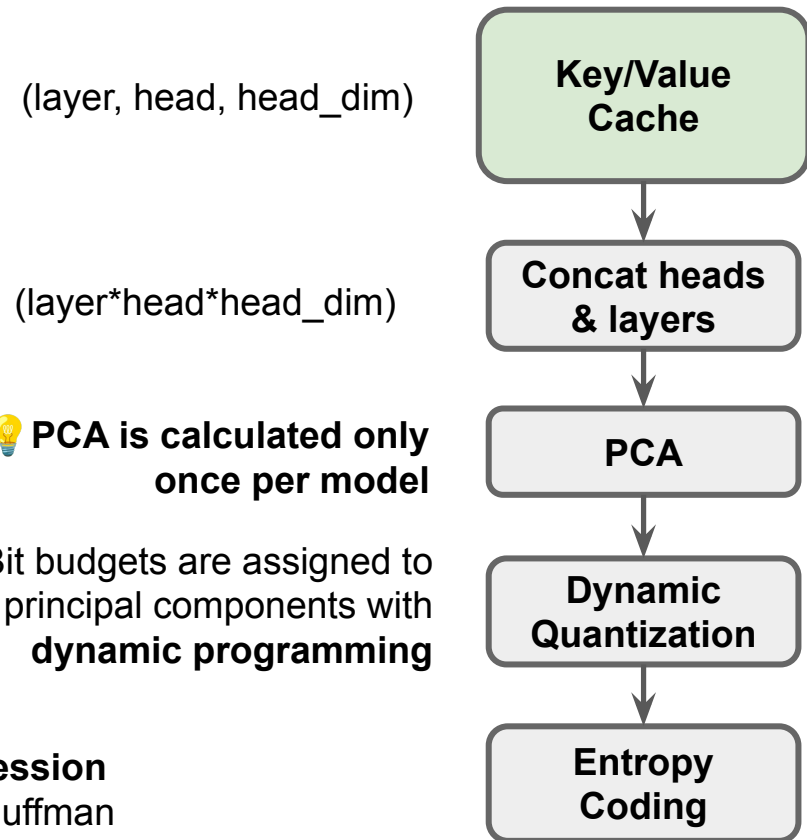 (layer, head, head_dim)
Key/Value
Cache
(layer*head*head_dim)
Concat heads
& layers
💡PCA is calculated only
once per model
PCA
Bit budgets are assigned to
principal components with
dynamic programming
Dynamic
Quantization
ession
uffman
Entropy
Coding